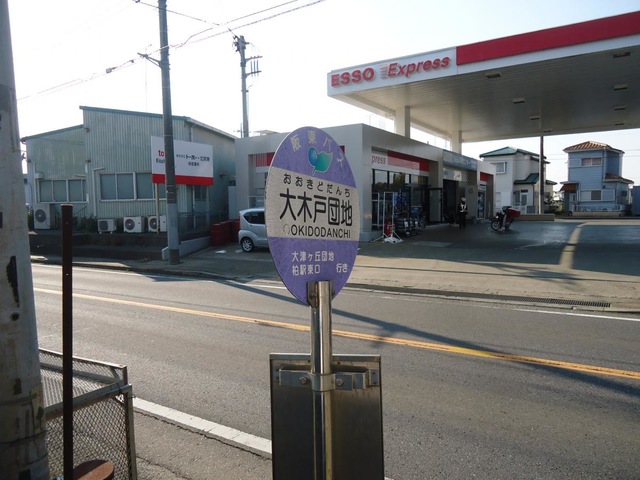 ESSO Express
阪東バス
おおきどだんち
大木戸団地
OOKIDODANCHI
大津ヶ丘団地
柏駅東口 行き
press